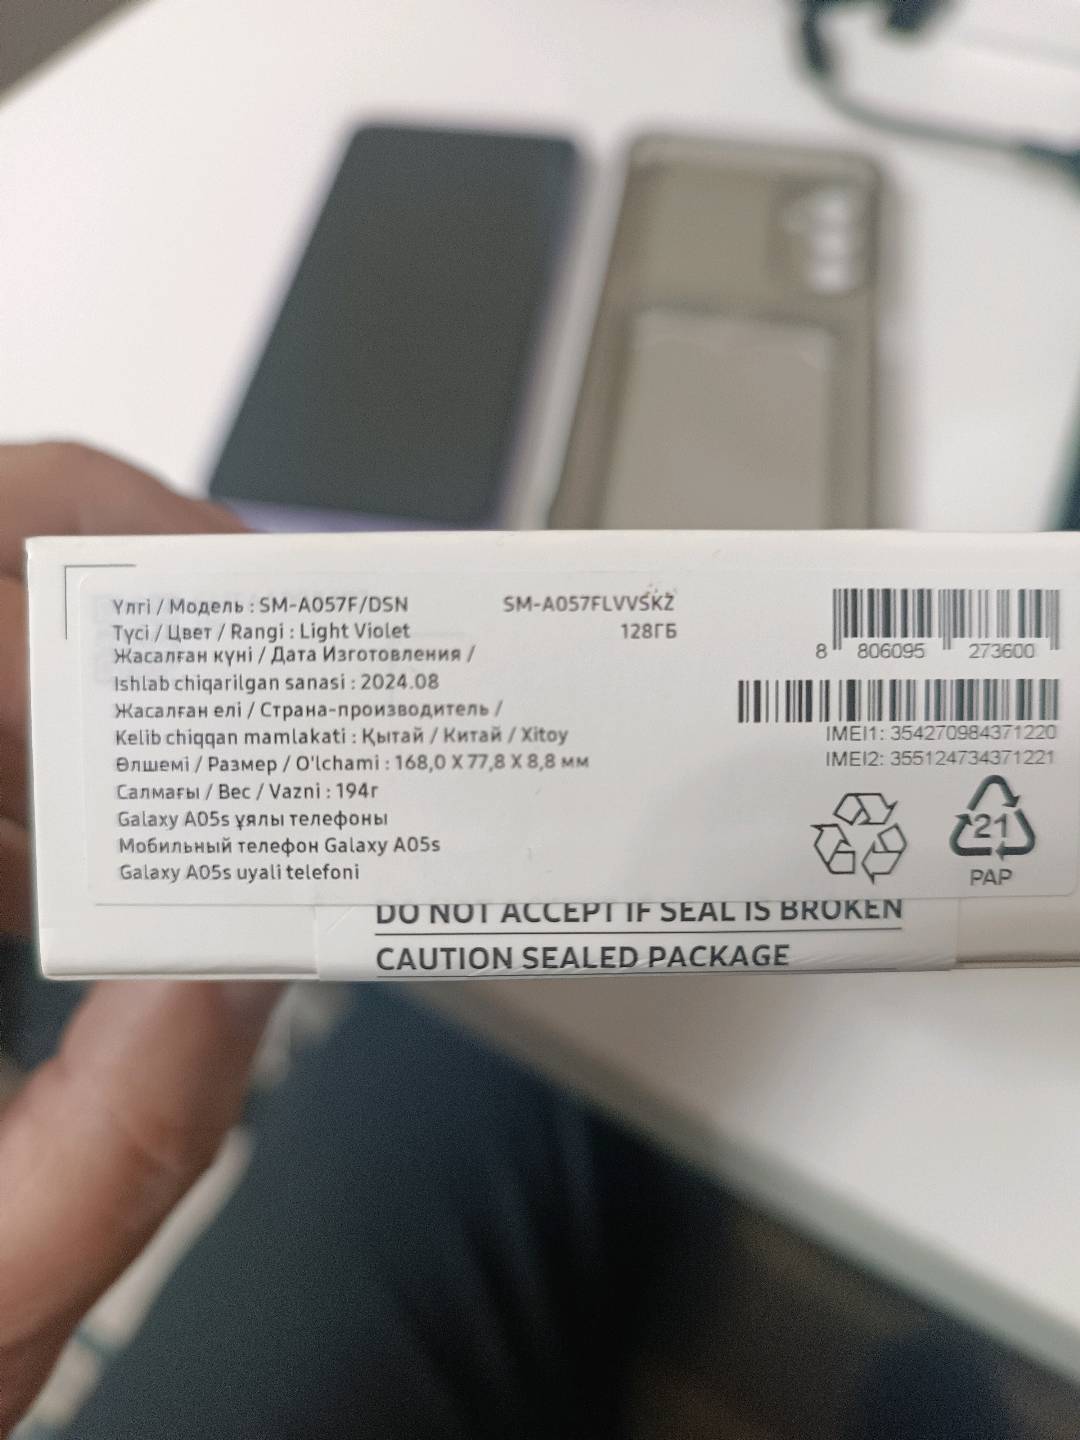 Үлгі / Модель : SM-A057F/DSN
SM-A057FLVVSKZ
Түсі / Цвет / Rangi : Light Violet
128ГБ
Жасалған күні / Дата Изготовления /
Ishlab chiqarilgan sanasi : 2024.08
Жасалған елі / Страна-производитель /
Kelib chiqqan mamlakati : Қытай / Китай / Xitoy
Өлшемі / Размер / O'lchami : 168,0 X 77,8 X 8,8 мм
Салмағы / Вес / Vazni : 194г
Galaxy A05s ұялы телефоны
Мобильный телефон Galaxy A05s
Galaxy A05s uyali telefoni
8 806095 273600
IMEI1: 354270984371220
IMEI2: 355124734371221
21
PAP
DO NOT ACCEPT IF SEAL IS BROKEN
CAUTION SEALED PACKAGE